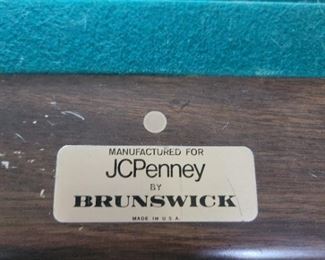 MANUFACTURED FOR
JCPenney
BY
BRUNSWICK
MADE IN U.S.A.